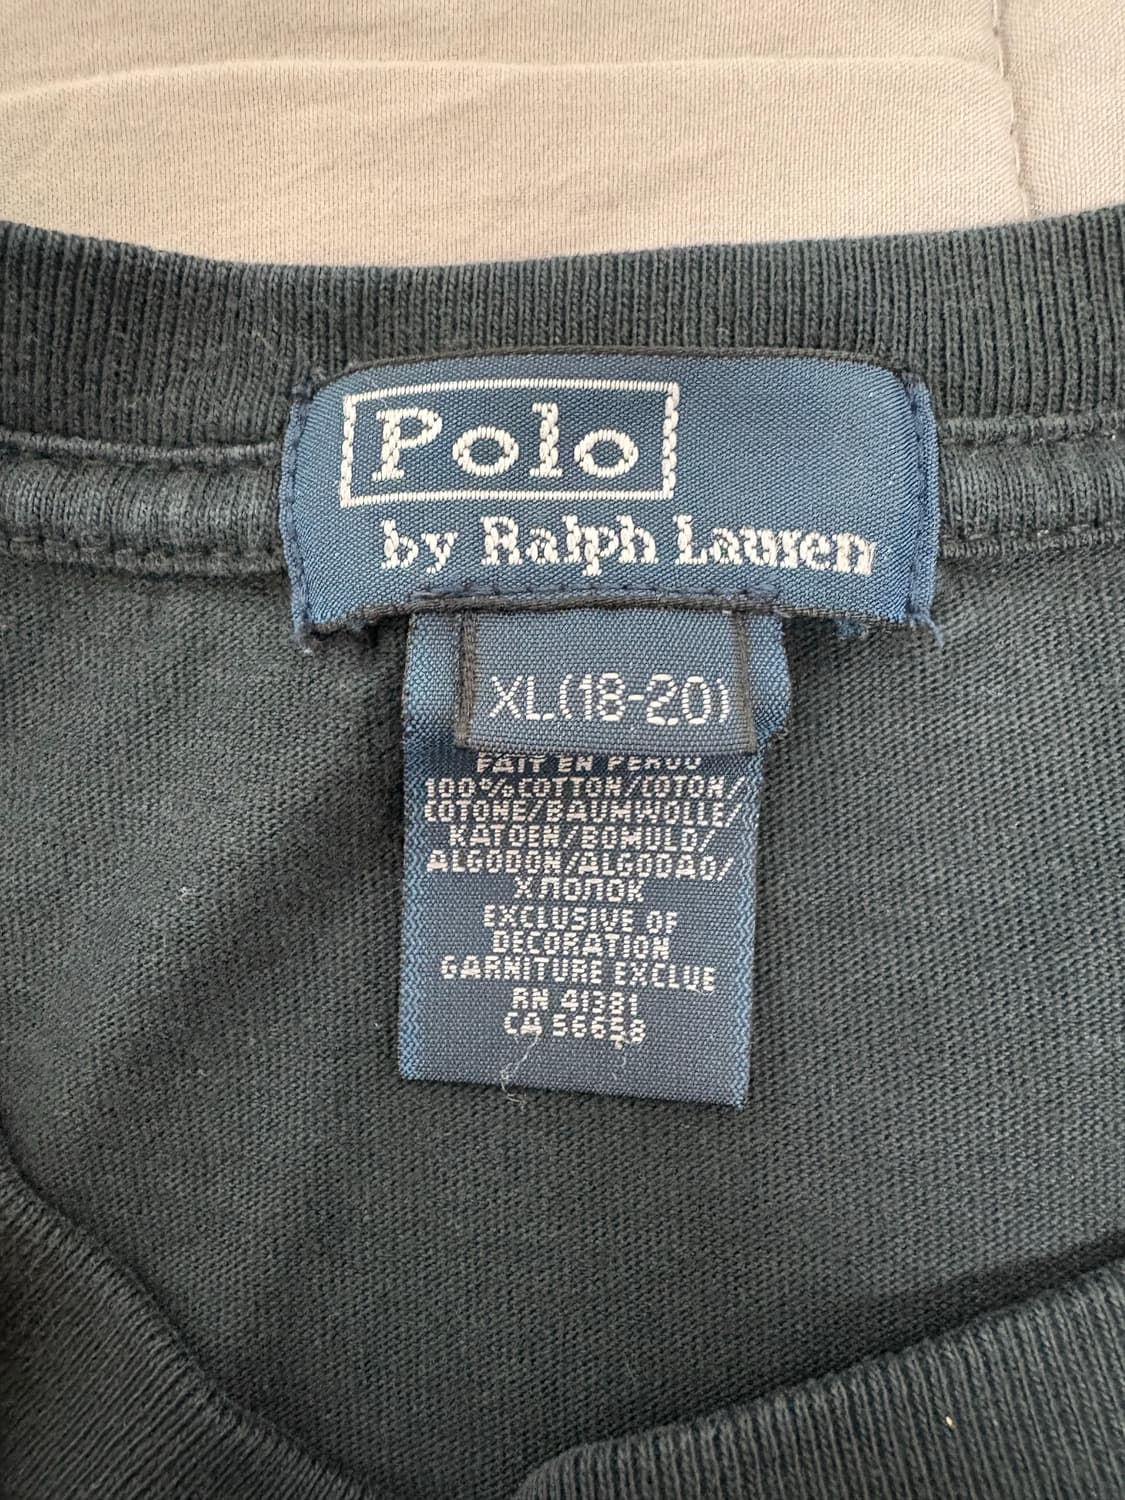 Polo
by Ralph Lauren
XL(18-20)
FAIT EN PEROU
100%COTTON/COTON/
COTONE/BAUMWOLLE/
KATOEN/BOMULD/
ALGODON/ALGODAO/
ХЛОПОК
EXCLUSIVE OF
DECORATION
GARNITURE EXCLUE
RN 41381
CA 56658